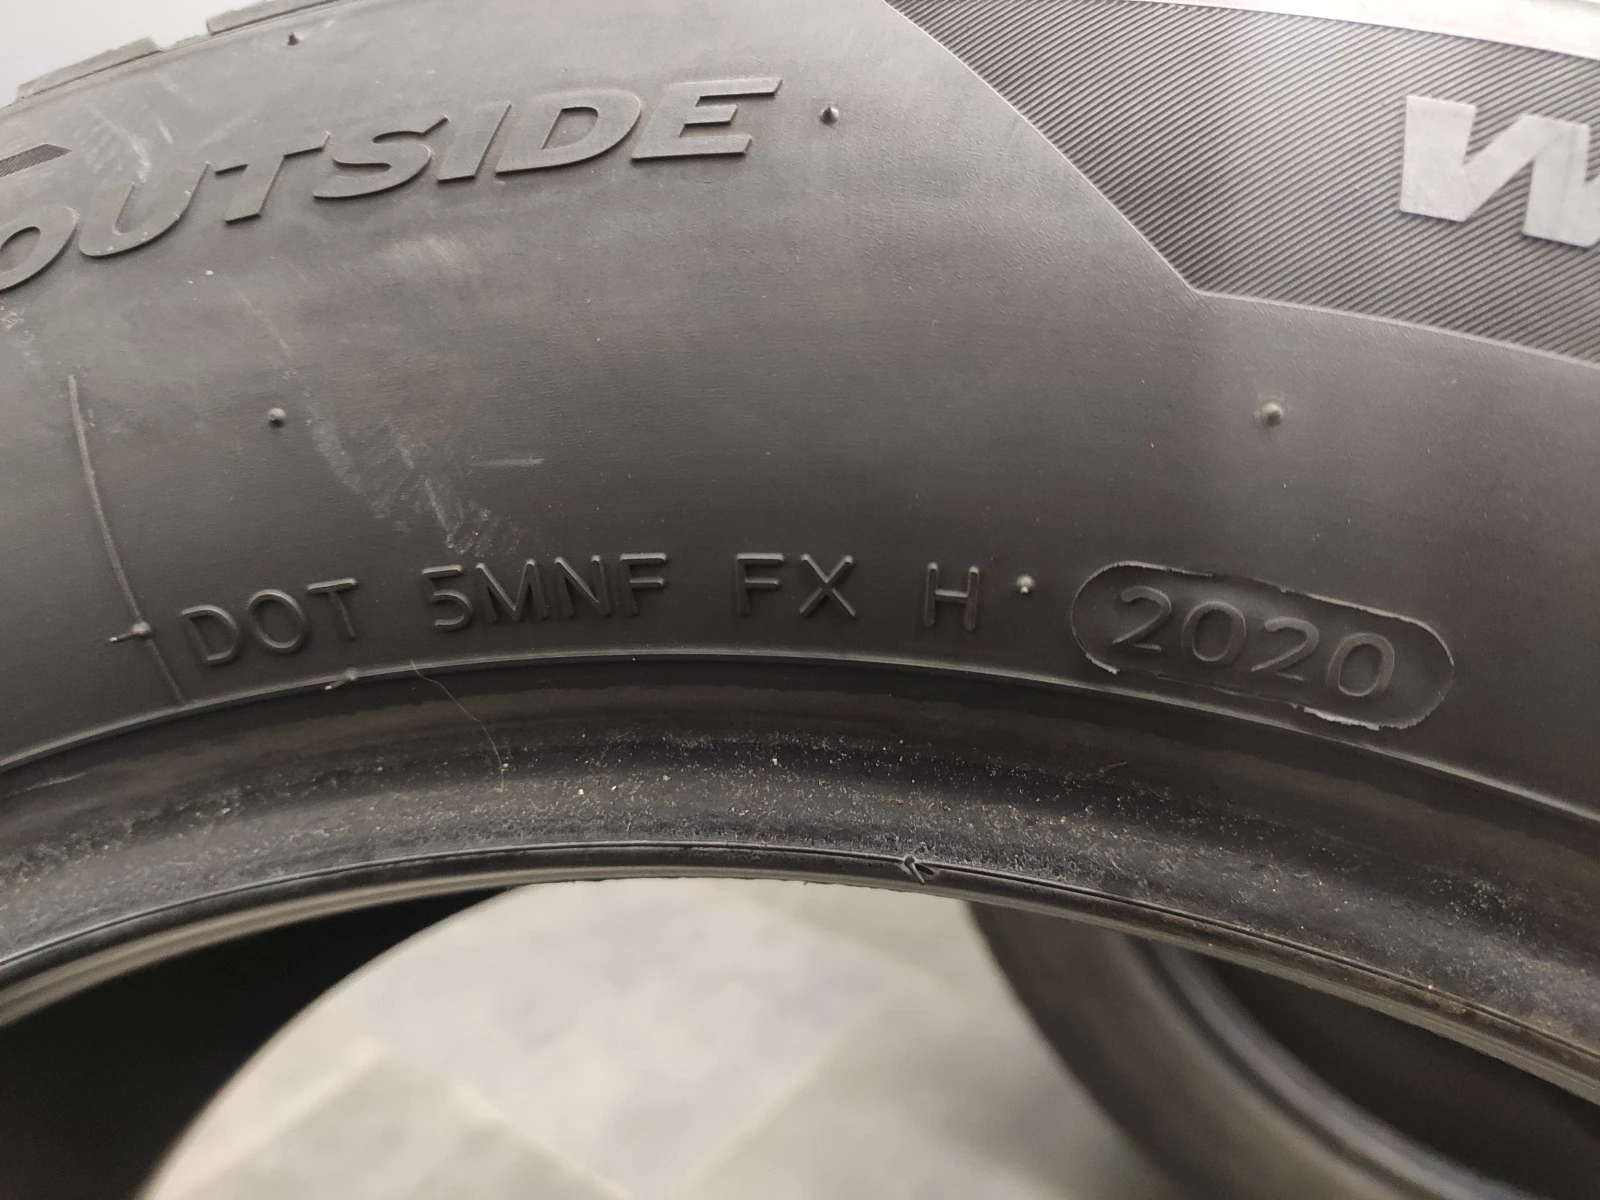 OUTSIDE
W
DOT 5MNF FX H 2020